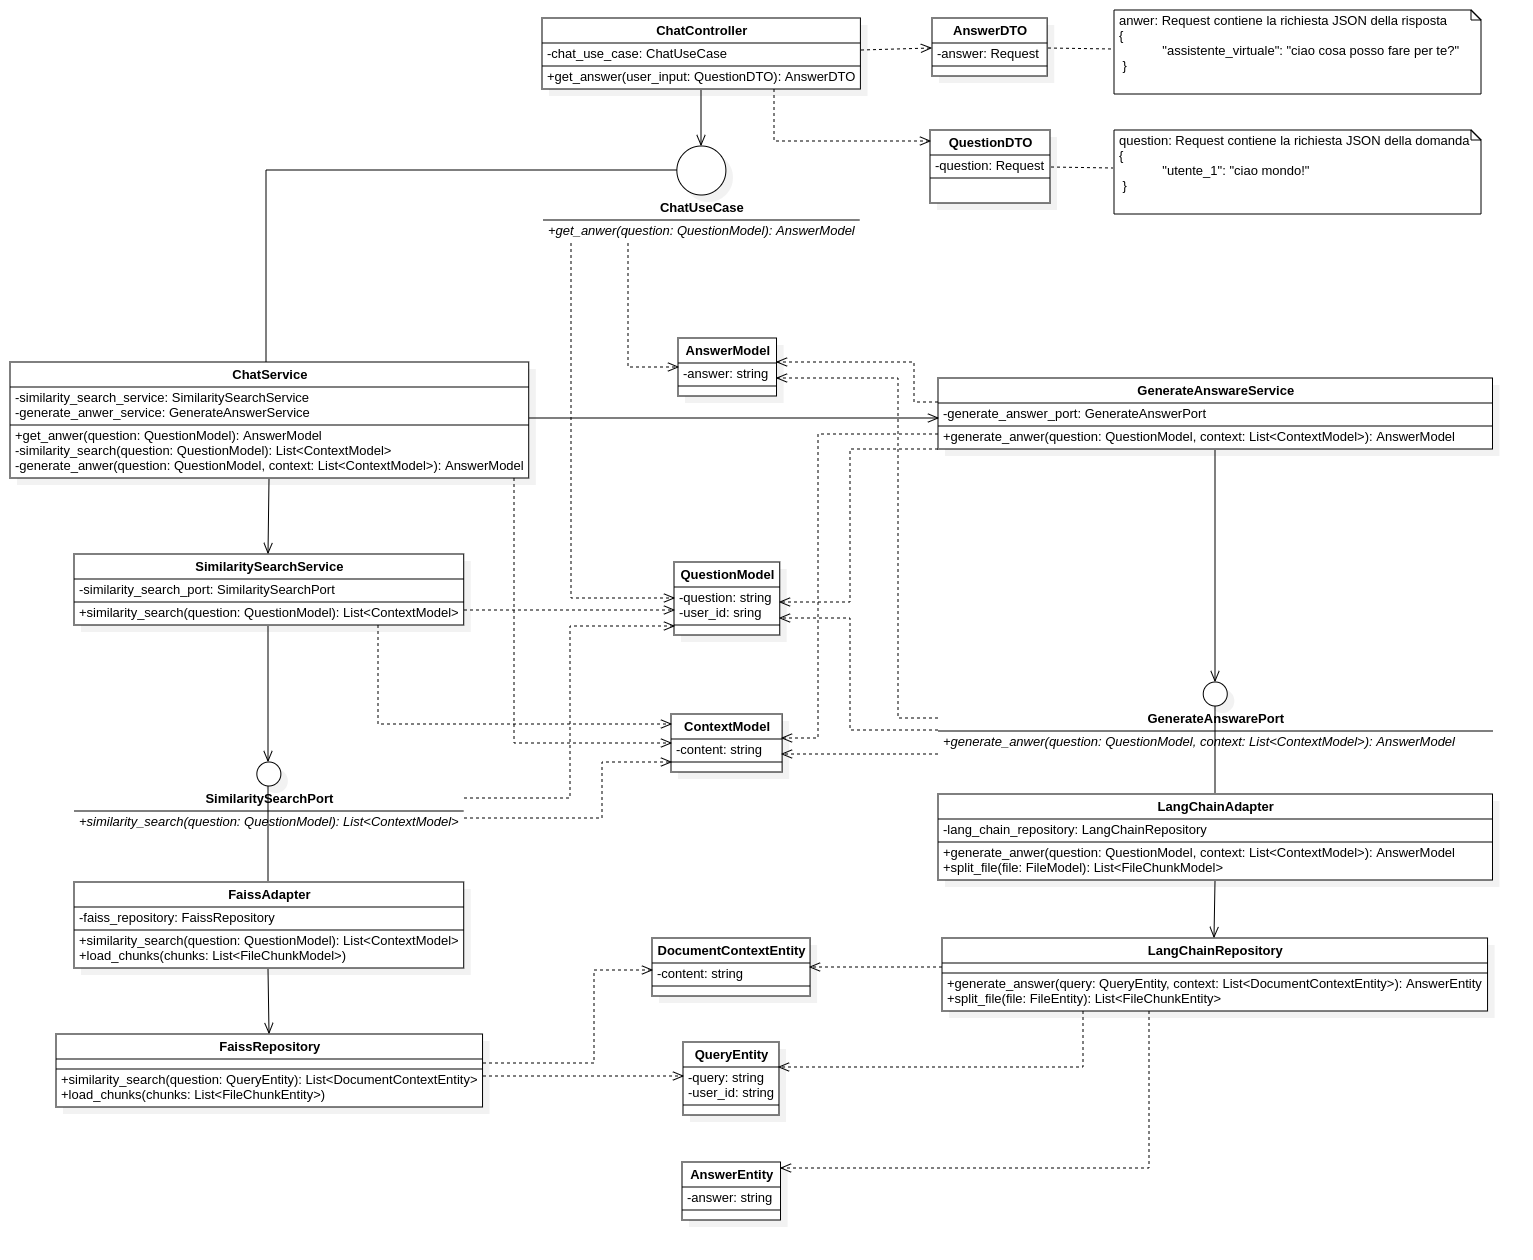 ChatController
-chat_use_case: ChatUseCase
+get_answer(user_input: QuestionDTO): AnswerDTO
AnswerDTO
-answer: Request
anwer: Request contiene la richiesta JSON della risposta
{
"assistente_virtuale": "ciao cosa posso fare per te?"
}
QuestionDTO
-question: Request
question: Request contiene la richiesta JSON della domanda
{
"utente_1": "ciao mondo!"
}
ChatUseCase
+get_anwer(question: QuestionModel): AnswerModel
AnswerModel
-answer: string
ChatService
-similarity_search_service: SimilaritySearchService
-generate_anwer_service: GenerateAnswerService
+get_anwer(question: QuestionModel): AnswerModel
-similarity_search(question: QuestionModel): List<ContextModel>
-generate_anwer(question: QuestionModel, context: List<ContextModel>): AnswerModel
GenerateAnswareService
-generate_answer_port: GenerateAnswerPort
+generate_anwer(question: QuestionModel, context: List<ContextModel>): AnswerModel
SimilaritySearchService
-similarity_search_port: SimilaritySearchPort
+similarity_search(question: QuestionModel): List<ContextModel>
QuestionModel
-question: string
-user_id: sring
ContextModel
-content: string
GenerateAnswarePort
+generate_anwer(question: QuestionModel, context: List<ContextModel>): AnswerModel
SimilaritySearchPort
+similarity_search(question: QuestionModel): List<ContextModel>
LangChainAdapter
-lang_chain_repository: LangChainRepository
+generate_anwer(question: QuestionModel, context: List<ContextModel>): AnswerModel
+split_file(file: FileModel): List<FileChunkModel>
FaissAdapter
-faiss_repository: FaissRepository
+similarity_search(question: QuestionModel): List<ContextModel>
+load_chunks(chunks: List<FileChunkModel>)
DocumentContextEntity
-content: string
LangChainRepository
+generate_answer(query: QueryEntity, context: List<DocumentContextEntity>): AnswerEntity
+split_file(file: FileEntity): List<FileChunkEntity>
FaissRepository
+similarity_search(question: QueryEntity): List<DocumentContextEntity>
+load_chunks(chunks: List<FileChunkEntity>)
QueryEntity
-query: string
-user_id: string
AnswerEntity
-answer: string